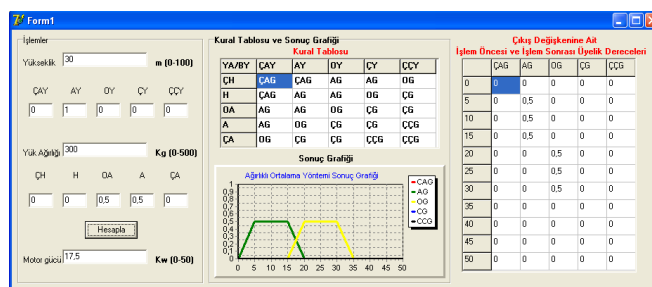 Form1
İşlemler
Yükseklik 30 m (0-100)
ÇAY AY OY ÇY ÇÇY
0 1 0 0 0
Yük Ağırlığı 300 Kg (0-500)
ÇH H OA A ÇA
0 0 0,5 0,5 0
Hesapla
Motor gücü 17,5 Kw (0-50)
Kural Tablosu ve Sonuç Grafiği
Kural Tablosu
YA/BY ÇAY AY OY ÇY ÇÇY
ÇH ÇAG ÇAG AG AG OG
H ÇAG AG AG OG ÇG
OA AG AG OG ÇG ÇG
A AG OG ÇG ÇG ÇÇG
ÇA OG ÇG ÇG ÇÇG ÇÇG
Sonuç Grafiği
Ağırlıklı Ortalama Yöntemi Sonuç Grafiği
1
0,9
0,8
0,7
0,6
0,5
0,4
0,3
0,2
0,1
0
0 5 10 15 20 25 30 35 40 45 50
CAG
AG
OG
CG
CCG
Çıkış Değişkenine Ait
İşlem Öncesi ve İşlem Sonrası Üyelik Dereceleri
ÇAG AG OG ÇG ÇÇG
0 0 0 0 0 0
5 0 0,5 0 0 0
10 0 0,5 0 0 0
15 0 0,5 0 0 0
20 0 0 0,5 0 0
25 0 0 0,5 0 0
30 0 0 0,5 0 0
35 0 0 0 0 0
40 0 0 0 0 0
45 0 0 0 0 0
50 0 0 0 0 0